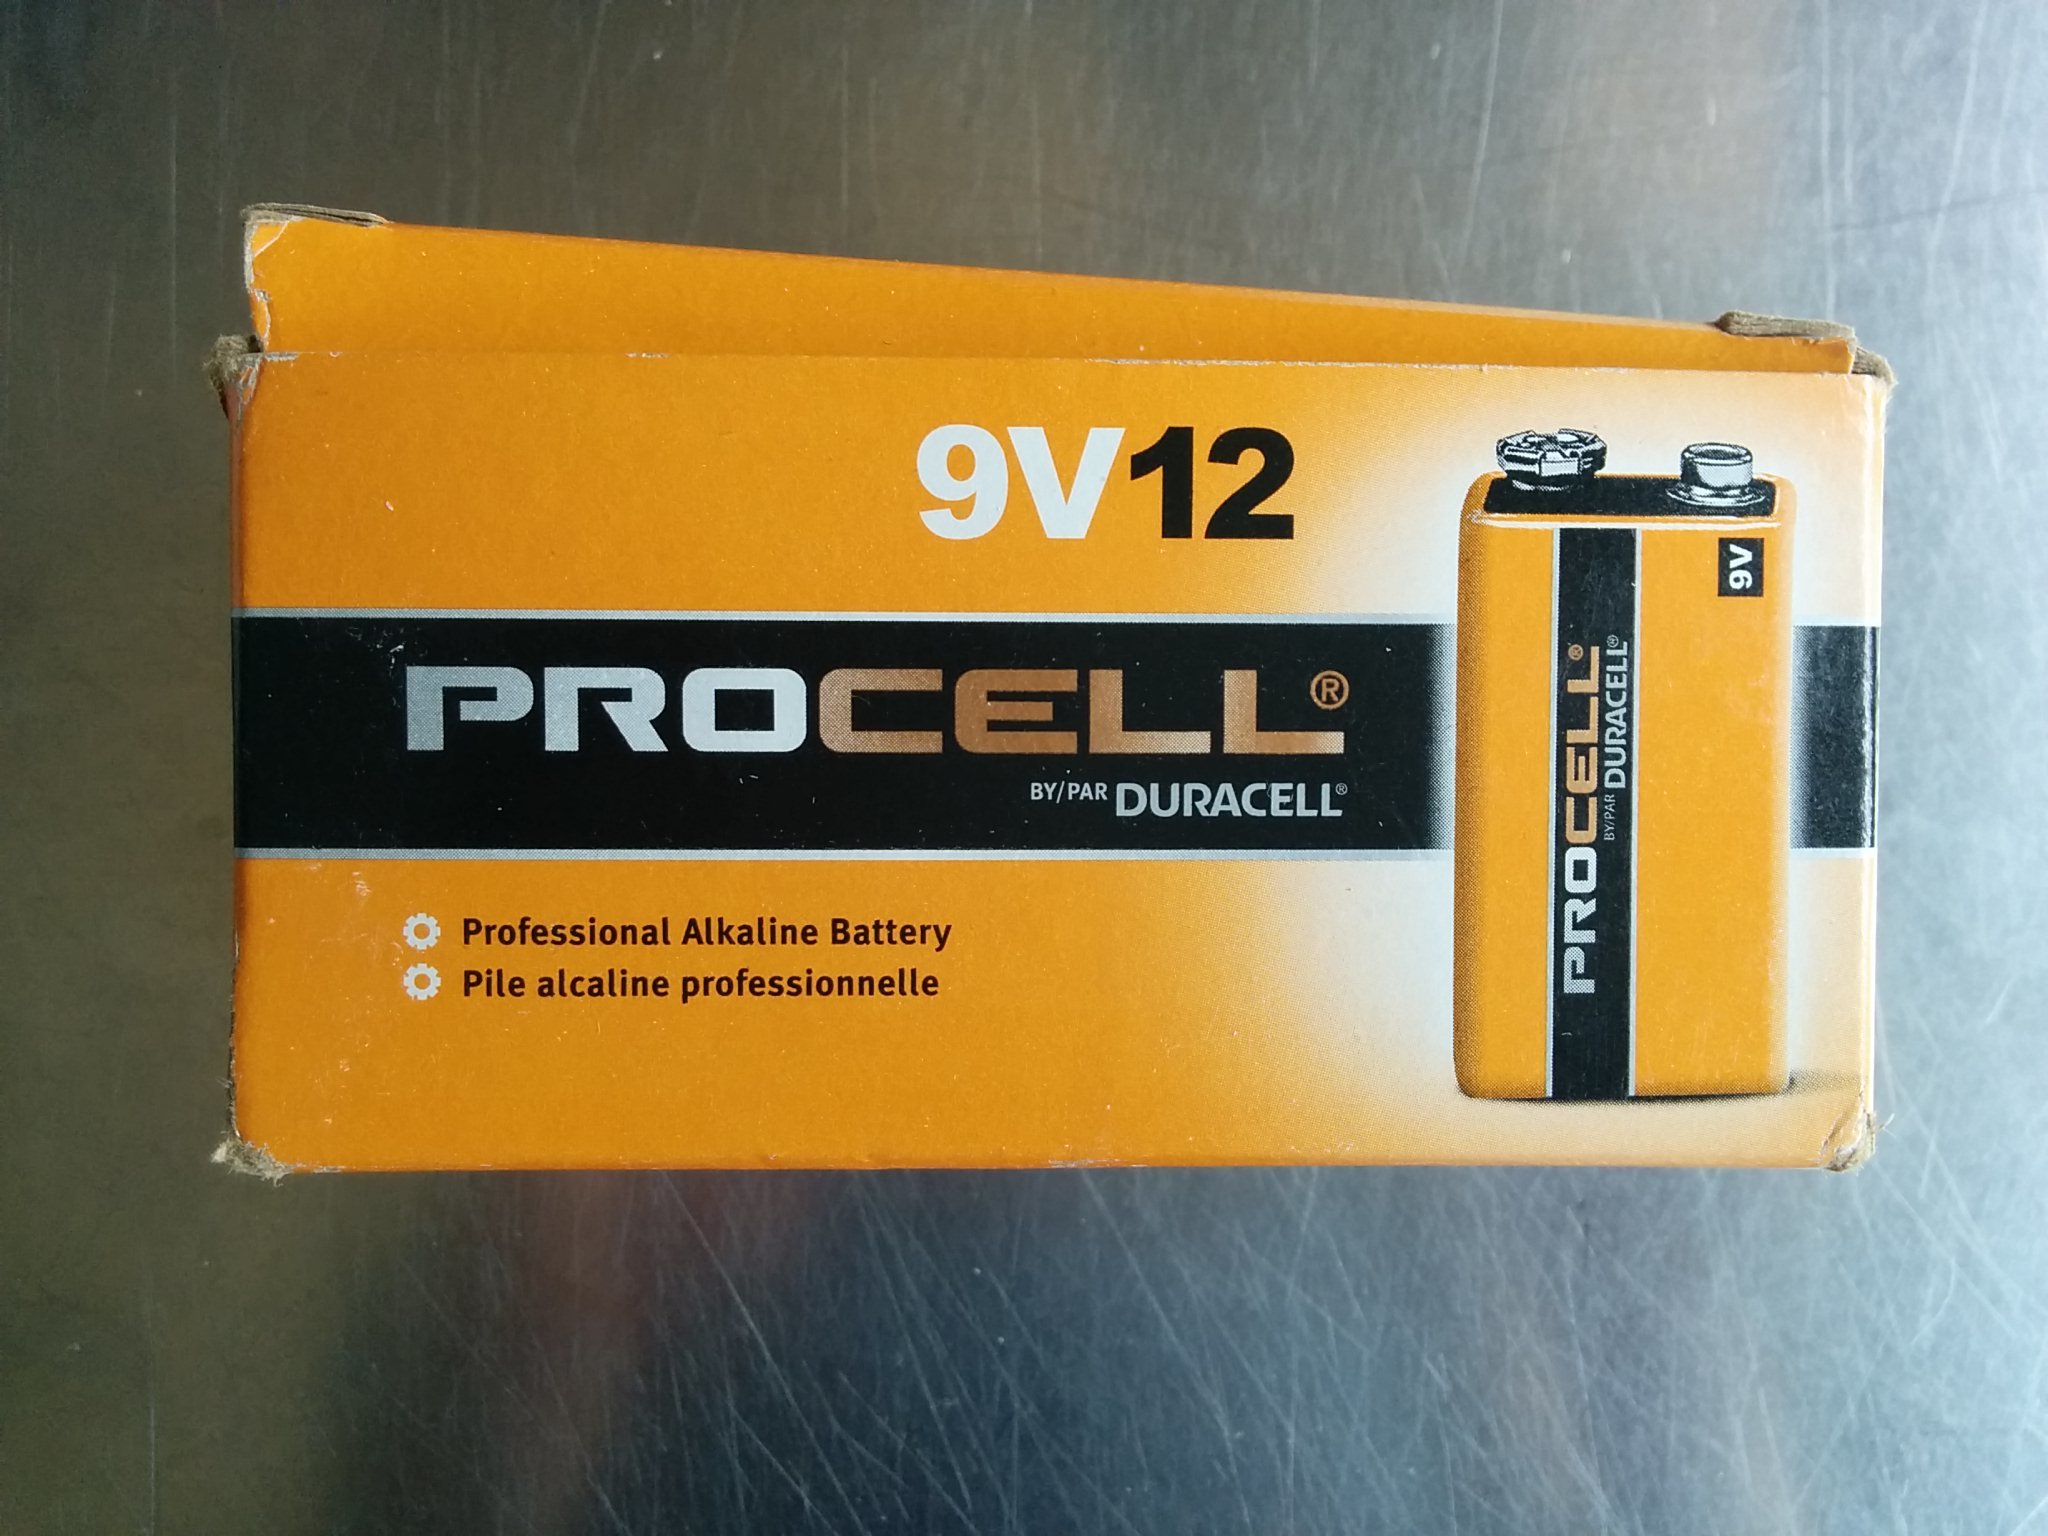 9V12
PROCELL®
BY/PAR DURACELL®
Professional Alkaline Battery
Pile alcaline professionnelle
9V
PROCELL®
BY/PAR DURACELL®